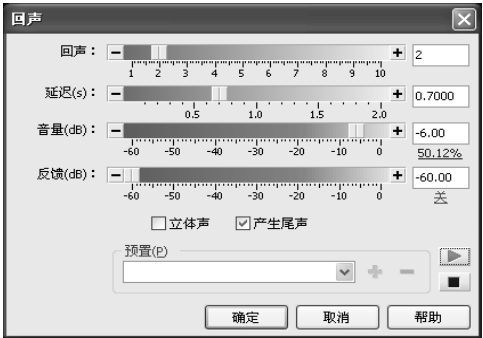 回声
回声： 2
1 2 3 4 5 6 7 8 9 10
延迟(s)： 0.7000
0.5 1.0 1.5 2.0
音量(dB)： -6.00
-60 -50 -40 -30 -20 -10 0 50.12%
反馈(dB)： -60.00
-60 -50 -40 -30 -20 -10 0 关
立体声 产生尾声
预置(P)
确定 取消 帮助